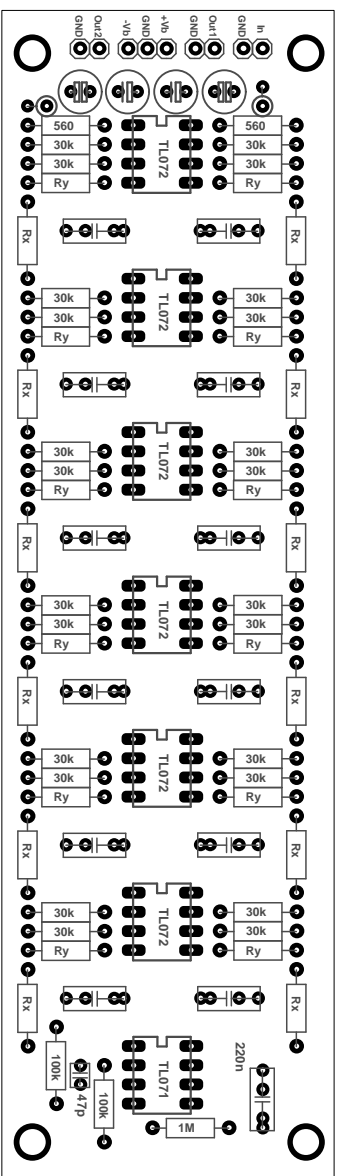 GND
Out2
-Vb
GND
+Vb
GND
Out1
GND
In
560
30k
30k
Ry
TL072
560
30k
30k
Ry
Rx
Rx
30k
30k
Ry
TL072
30k
30k
Ry
Rx
Rx
30k
30k
Ry
TL072
30k
30k
Ry
Rx
Rx
30k
30k
Ry
TL072
30k
30k
Ry
Rx
Rx
30k
30k
Ry
TL072
30k
30k
Ry
Rx
Rx
30k
30k
Ry
TL072
30k
30k
Ry
Rx
Rx
100k
47p
100k
TL071
1M
220n